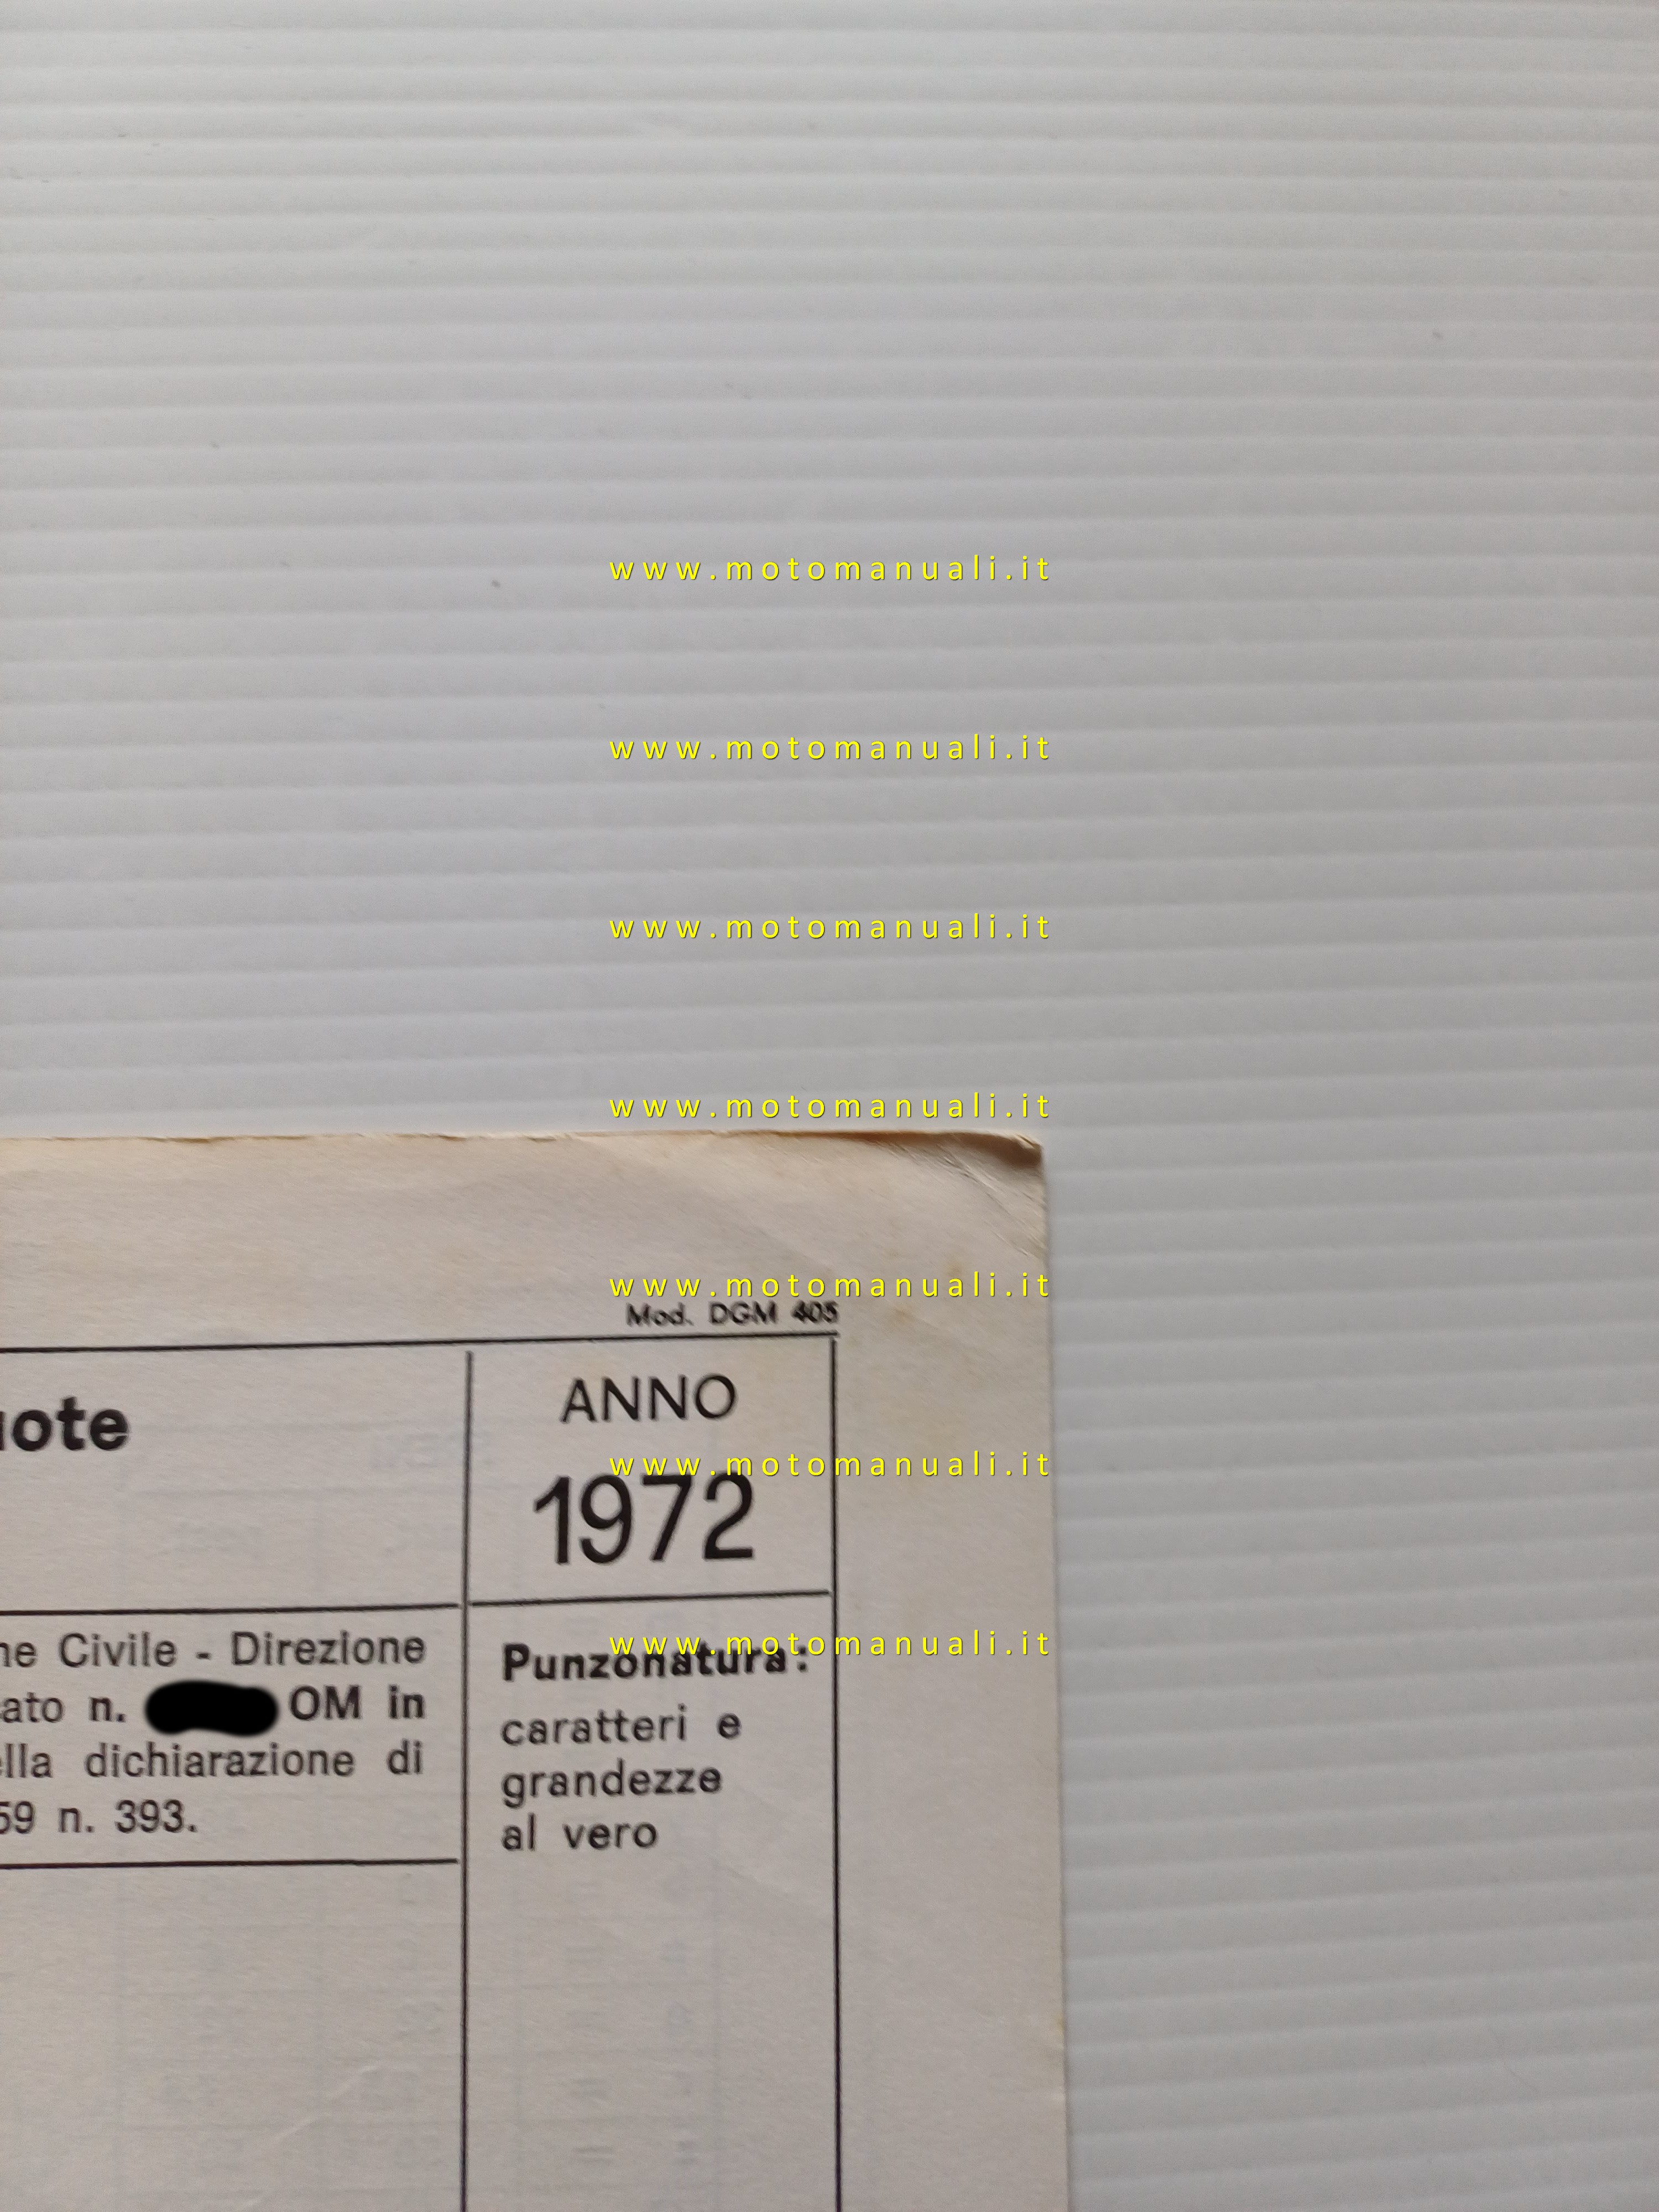 www.motomanuali.it
www.motomanuali.it
www.motomanuali.it
www.motomanuali.it
www.motomanuali.it
Mod. DGM 405
ANNO
www.motomanuali.it
1972
www.motomanuali.it
Punzonatura:
caratteri e
grandezze
al vero
uote
ne Civile - Direzione
ato n. OM in
lla dichiarazione di
59 n. 393.